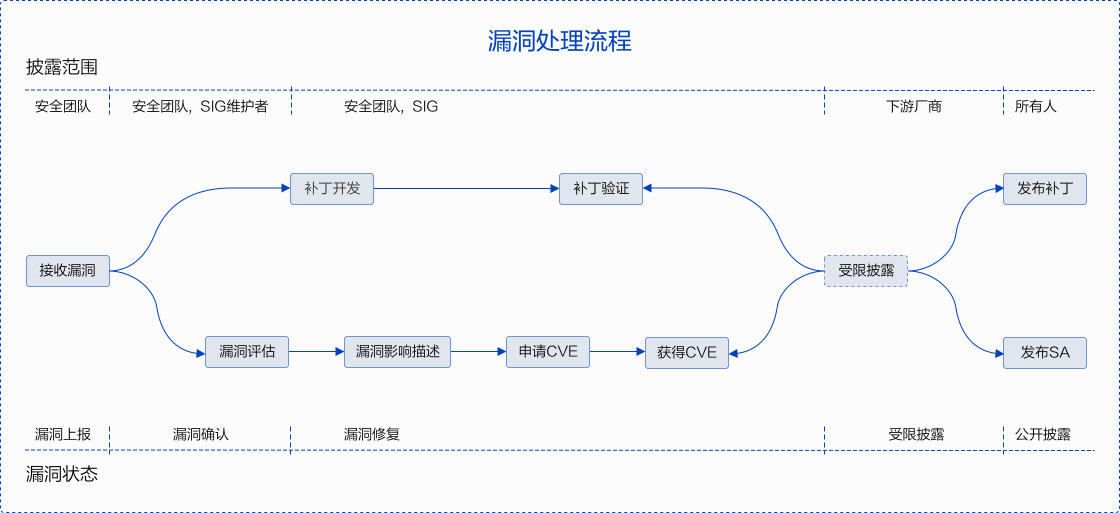 漏洞处理流程
披露范围
安全团队
安全团队，SIG维护者
安全团队，SIG
下游厂商
所有人
补丁开发
补丁验证
发布补丁
接收漏洞
受限披露
漏洞评估
漏洞影响描述
申请CVE
获得CVE
发布SA
漏洞上报
漏洞确认
漏洞修复
受限披露
公开披露
漏洞状态